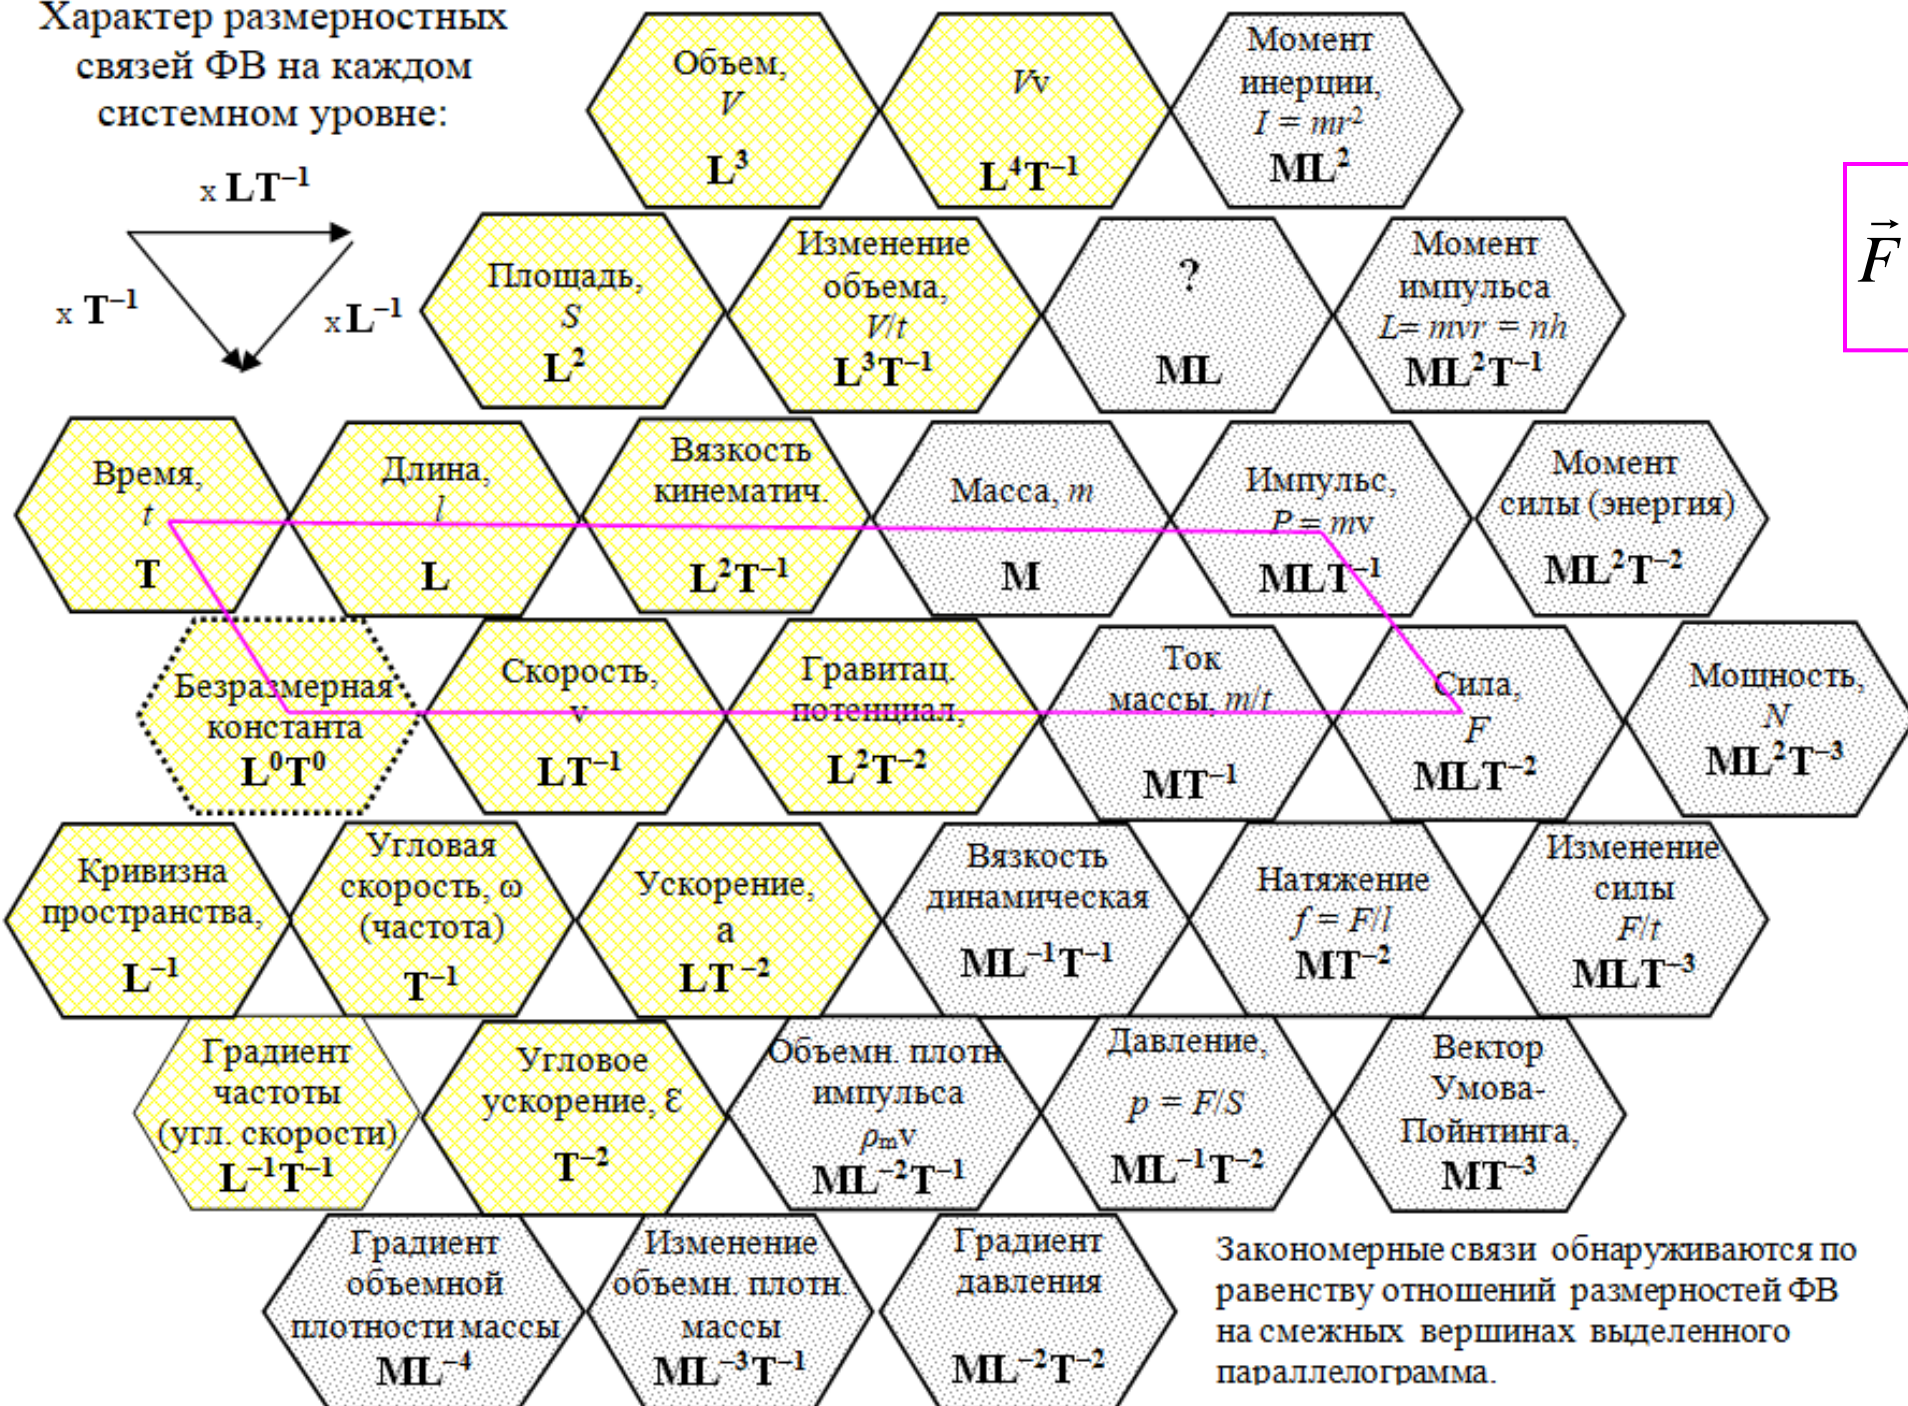 Характер размерностных
связей ФВ на каждом
системном уровне:
x LT⁻¹
x T⁻¹
x L⁻¹
Объем,
V
L³
Vv
L⁴T⁻¹
Момент
инерции,
I = mr²
ML²
F⃗
Площадь,
S
L²
Изменение
объема,
V/t
L³T⁻¹
?
ML
Момент
импульса
L= mvr = nh
ML²T⁻¹
Время,
t
T
Длина,
l
L
Вязкость
кинематич.
L²T⁻¹
Масса, m
M
Импульс,
P = mv
MLT⁻¹
Момент
силы (энергия)
ML²T⁻²
Безразмерная
константа
L⁰T⁰
Скорость,
v
LT⁻¹
Гравитац.
потенциал,
L²T⁻²
Ток
массы, m/t
MT⁻¹
Сила,
F
MLT⁻²
Мощность,
N
ML²T⁻³
Кривизна
пространства,
L⁻¹
Угловая
скорость, ω
(частота)
T⁻¹
Ускорение,
a
LT⁻²
Вязкость
динамическая
ML⁻¹T⁻¹
Натяжение
f = F/l
MT⁻²
Изменение
силы
F/t
MLT⁻³
Градиент
частоты
(угл. скорости)
L⁻¹T⁻¹
Угловое
ускорение, Ɛ
T⁻²
Объемн. плотн
импульса
ρₘv
ML⁻²T⁻¹
Давление,
p = F/S
ML⁻¹T⁻²
Вектор
Умова-
Пойнтинга,
MT⁻³
Градиент
объемной
плотности массы
ML⁻⁴
Изменение
объемн. плотн.
массы
ML⁻³T⁻¹
Градиент
давления
ML⁻²T⁻²
Закономерные связи обнаруживаются по
равенству отношений размерностей ФВ
на смежных вершинах выделенного
параллелограмма.